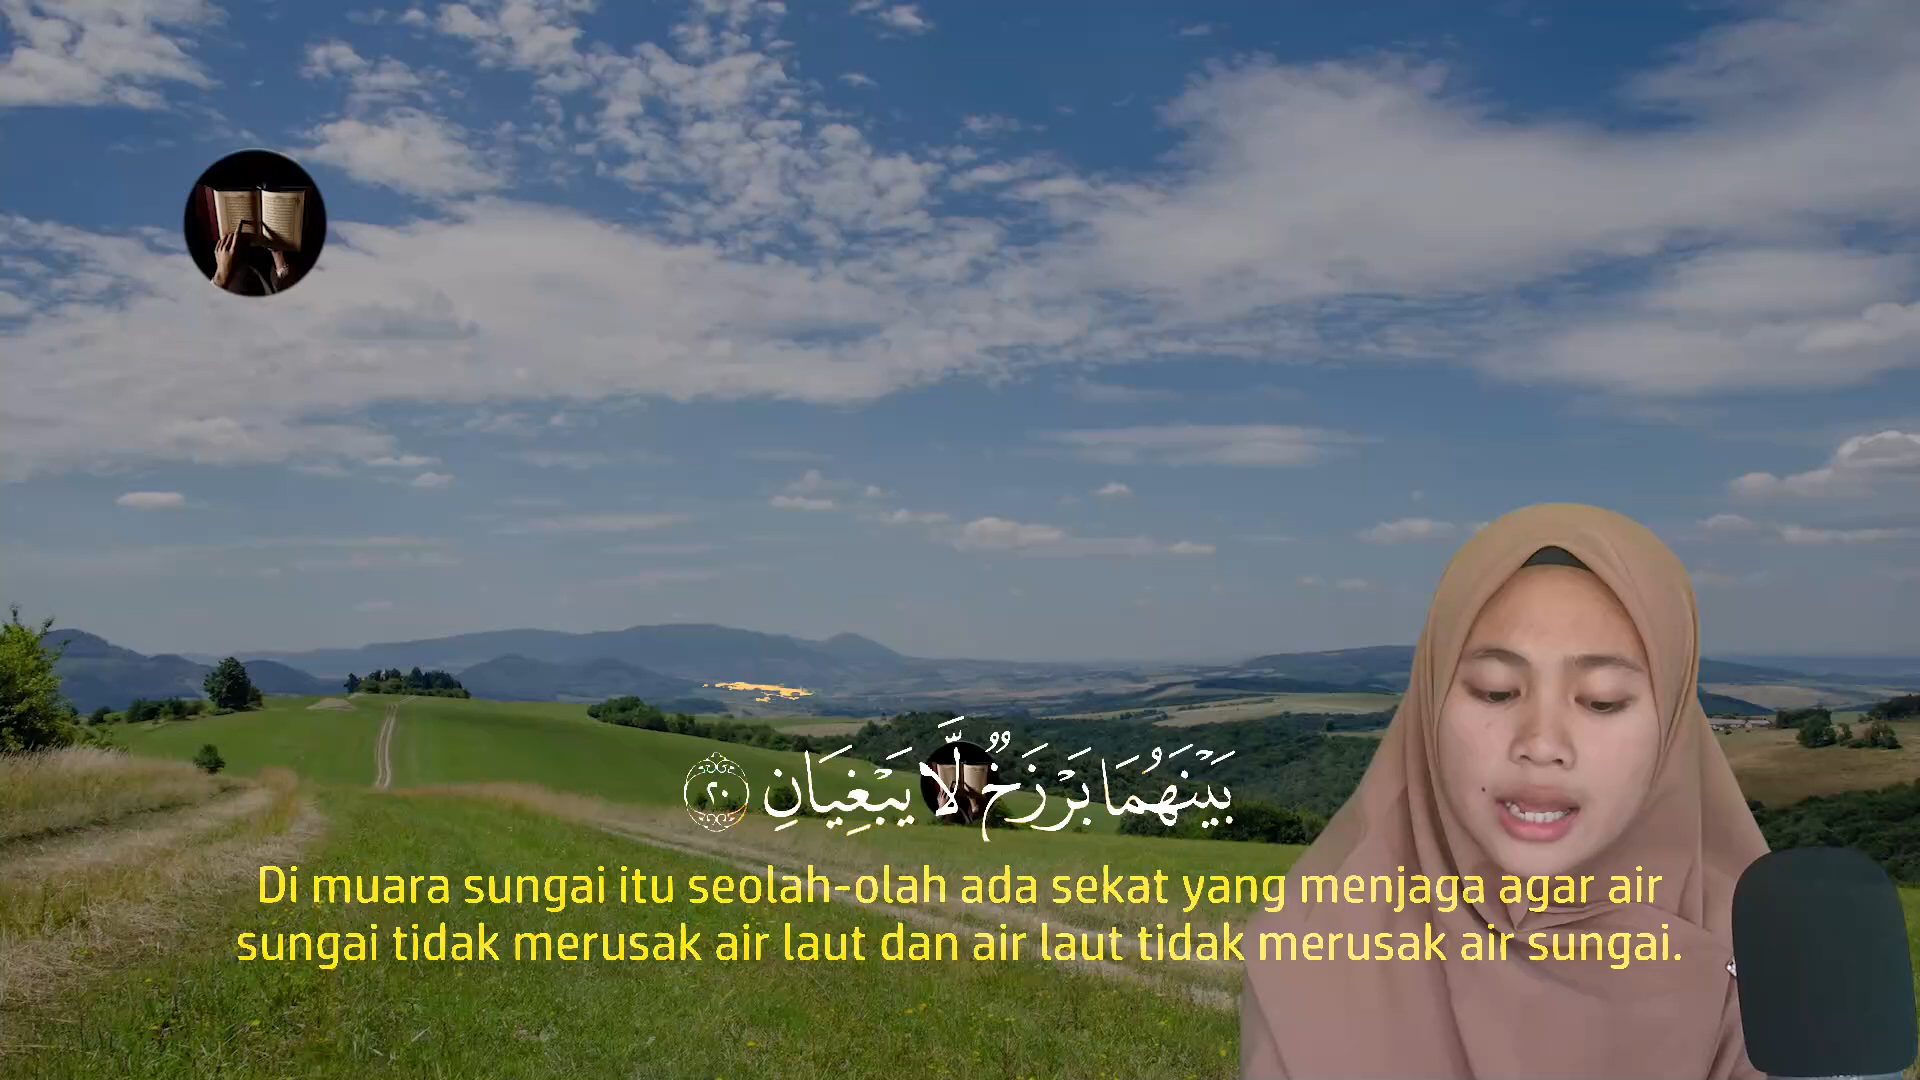 بَيْنَهُمَا بَرْزَخٌ لَّا يَبْغِيَانِ ٢٠
Di muara sungai itu seolah-olah ada sekat yang menjaga agar air
sungai tidak merusak air laut dan air laut tidak merusak air sungai.